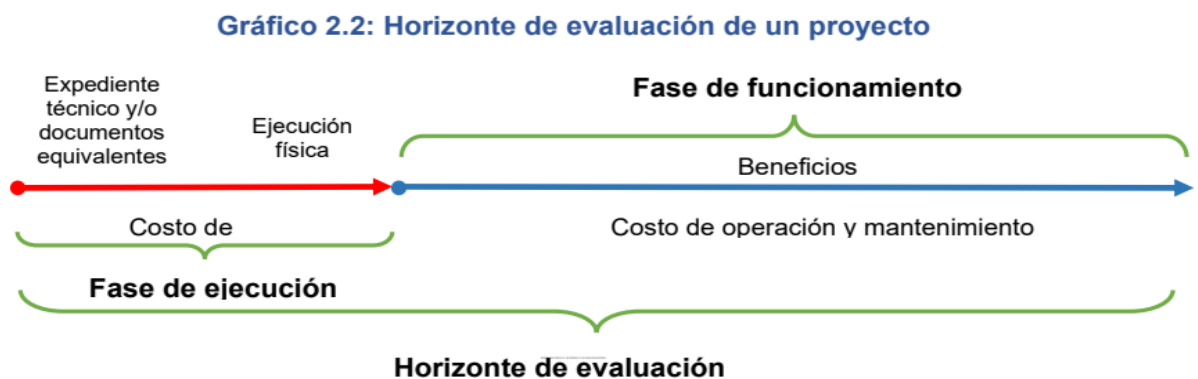 Gráfico 2.2: Horizonte de evaluación de un proyecto
Expediente
técnico y/o
documentos
equivalentes
Ejecución
física
Fase de funcionamiento
Beneficios
Costo de
Costo de operación y mantenimiento
Fase de ejecución
Horizonte de evaluación